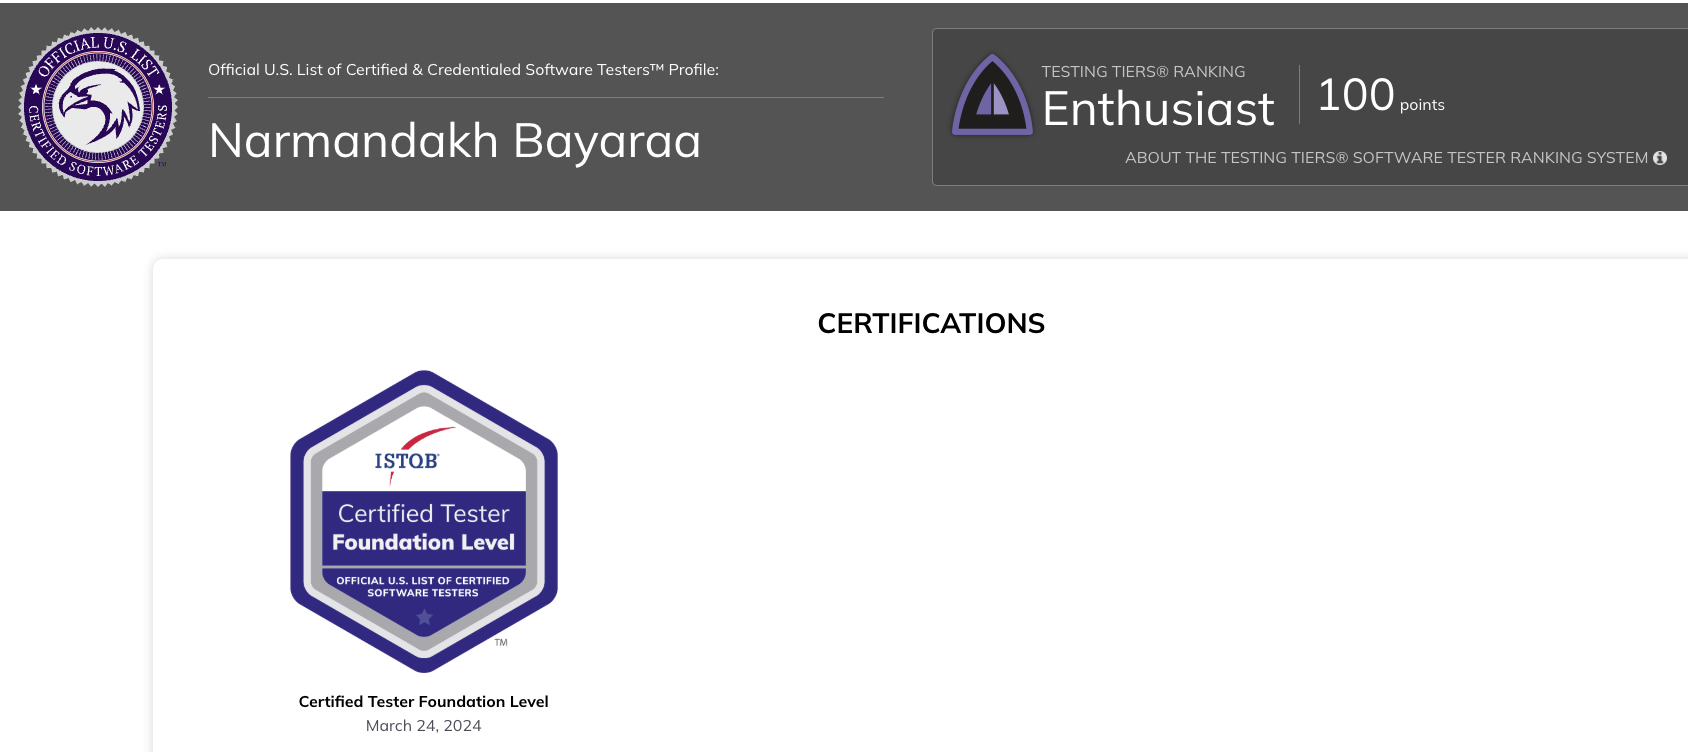 OFFICIAL U.S. LIST
CERTIFIED SOFTWARE TESTERS
TM
Official U.S. List of Certified & Credentialed Software Testers™ Profile:
Narmandakh Bayaraa
TESTING TIERS® RANKING
Enthusiast
100 points
ABOUT THE TESTING TIERS® SOFTWARE TESTER RANKING SYSTEM
CERTIFICATIONS
ISTQB®
Certified Tester
Foundation Level
OFFICIAL U.S. LIST OF CERTIFIED
SOFTWARE TESTERS
TM
Certified Tester Foundation Level
March 24, 2024